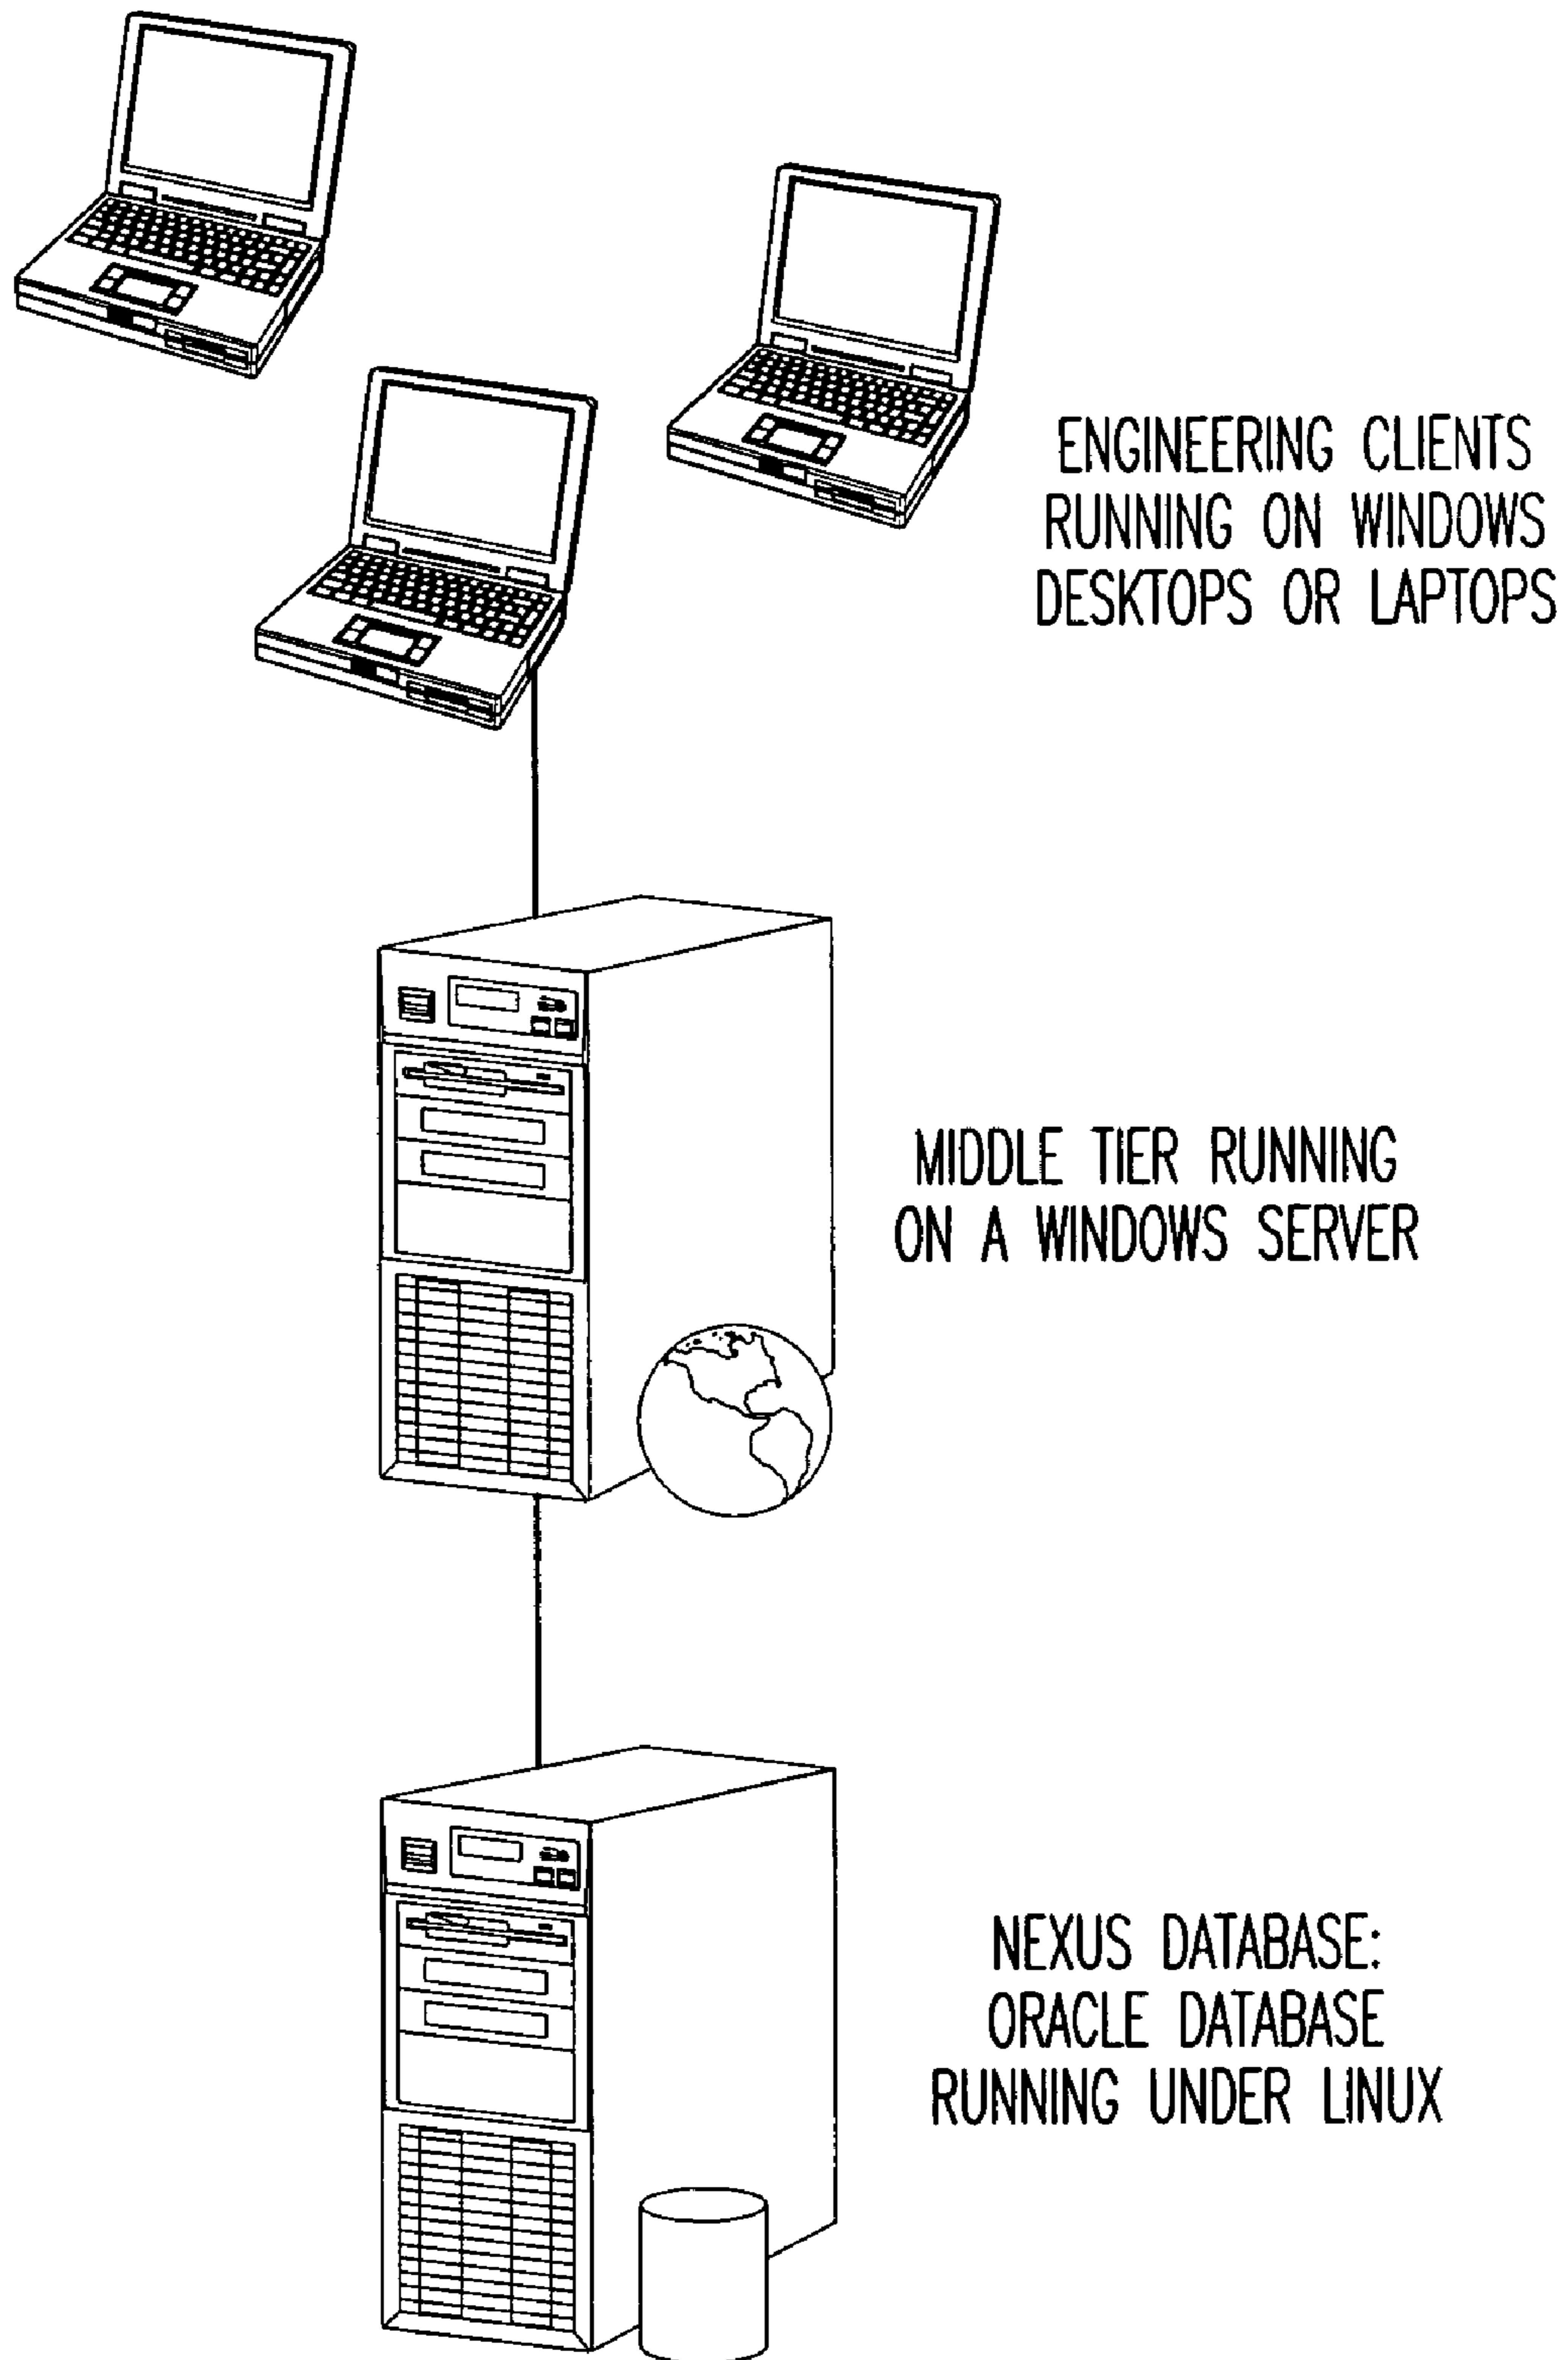 ENGINEERING CLIENTS
RUNNING ON WINDOWS
DESKTOPS OR LAPTOPS
MIDDLE TIER RUNNING
ON A WINDOWS SERVER
NEXUS DATABASE:
ORACLE DATABASE
RUNNING UNDER LINUX